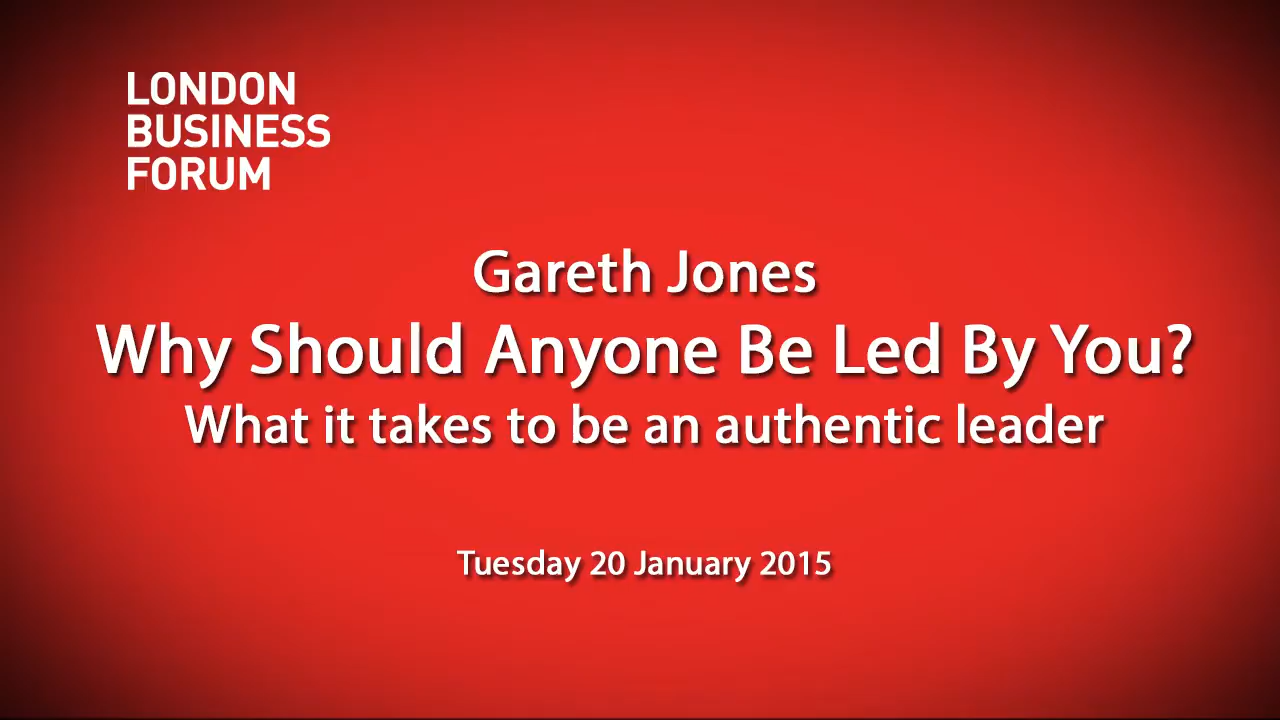 LONDON
BUSINESS
FORUM
Gareth Jones
Why Should Anyone Be Led By You?
What it takes to be an authentic leader
Tuesday 20 January 2015